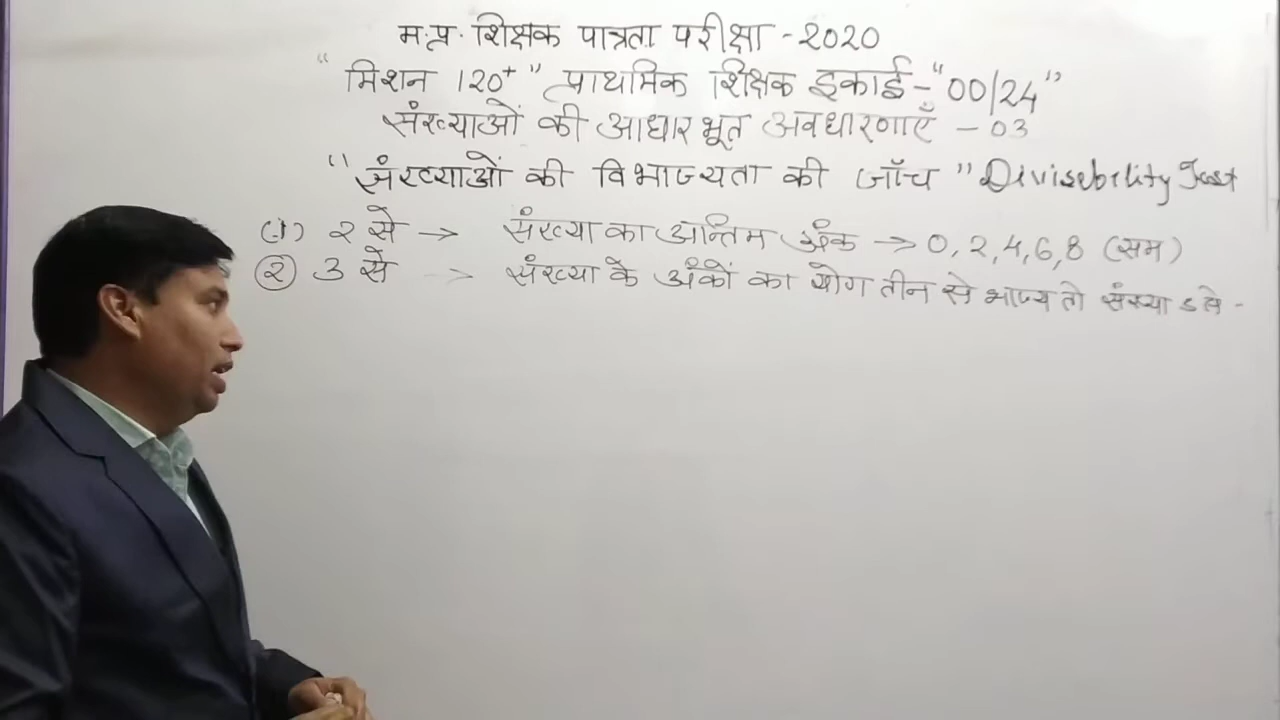 म.प्र. शिक्षक पात्रता परीक्षा - 2020
"मिशन 120+" प्राथमिक शिक्षक इकाई - "00/24"
संख्याओं की आधारभूत अवधारणाएँ - 03
"संख्याओं की विभाज्यता की जाँच" Divisebility Test
(1) 2 से → संख्या का अन्तिम अंक → 0, 2, 4, 6, 8 (सम)
(2) 3 से → संख्या के अंकों का योग तीन से भाज्य तो संख्या